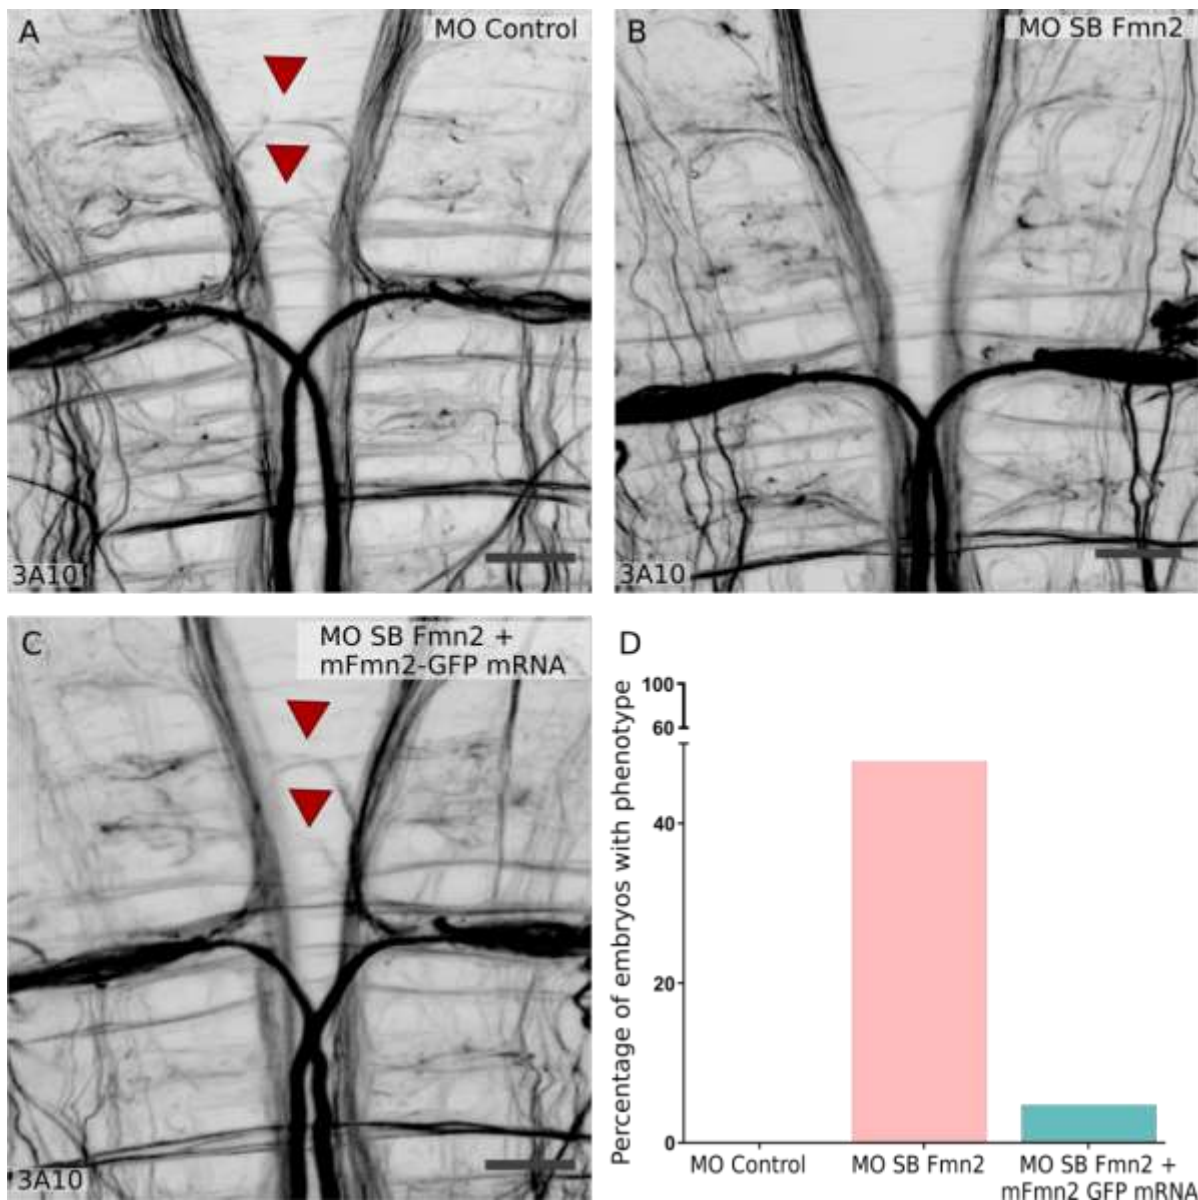 A
MO Control
3A10
B
MO SB Fmn2
3A10
C
MO SB Fmn2 +
mFmn2-GFP mRNA
3A10
D
Percentage of embryos with phenotype
100
60
40
20
0
MO Control
MO SB Fmn2
MO SB Fmn2 +
mFmn2 GFP mRNA